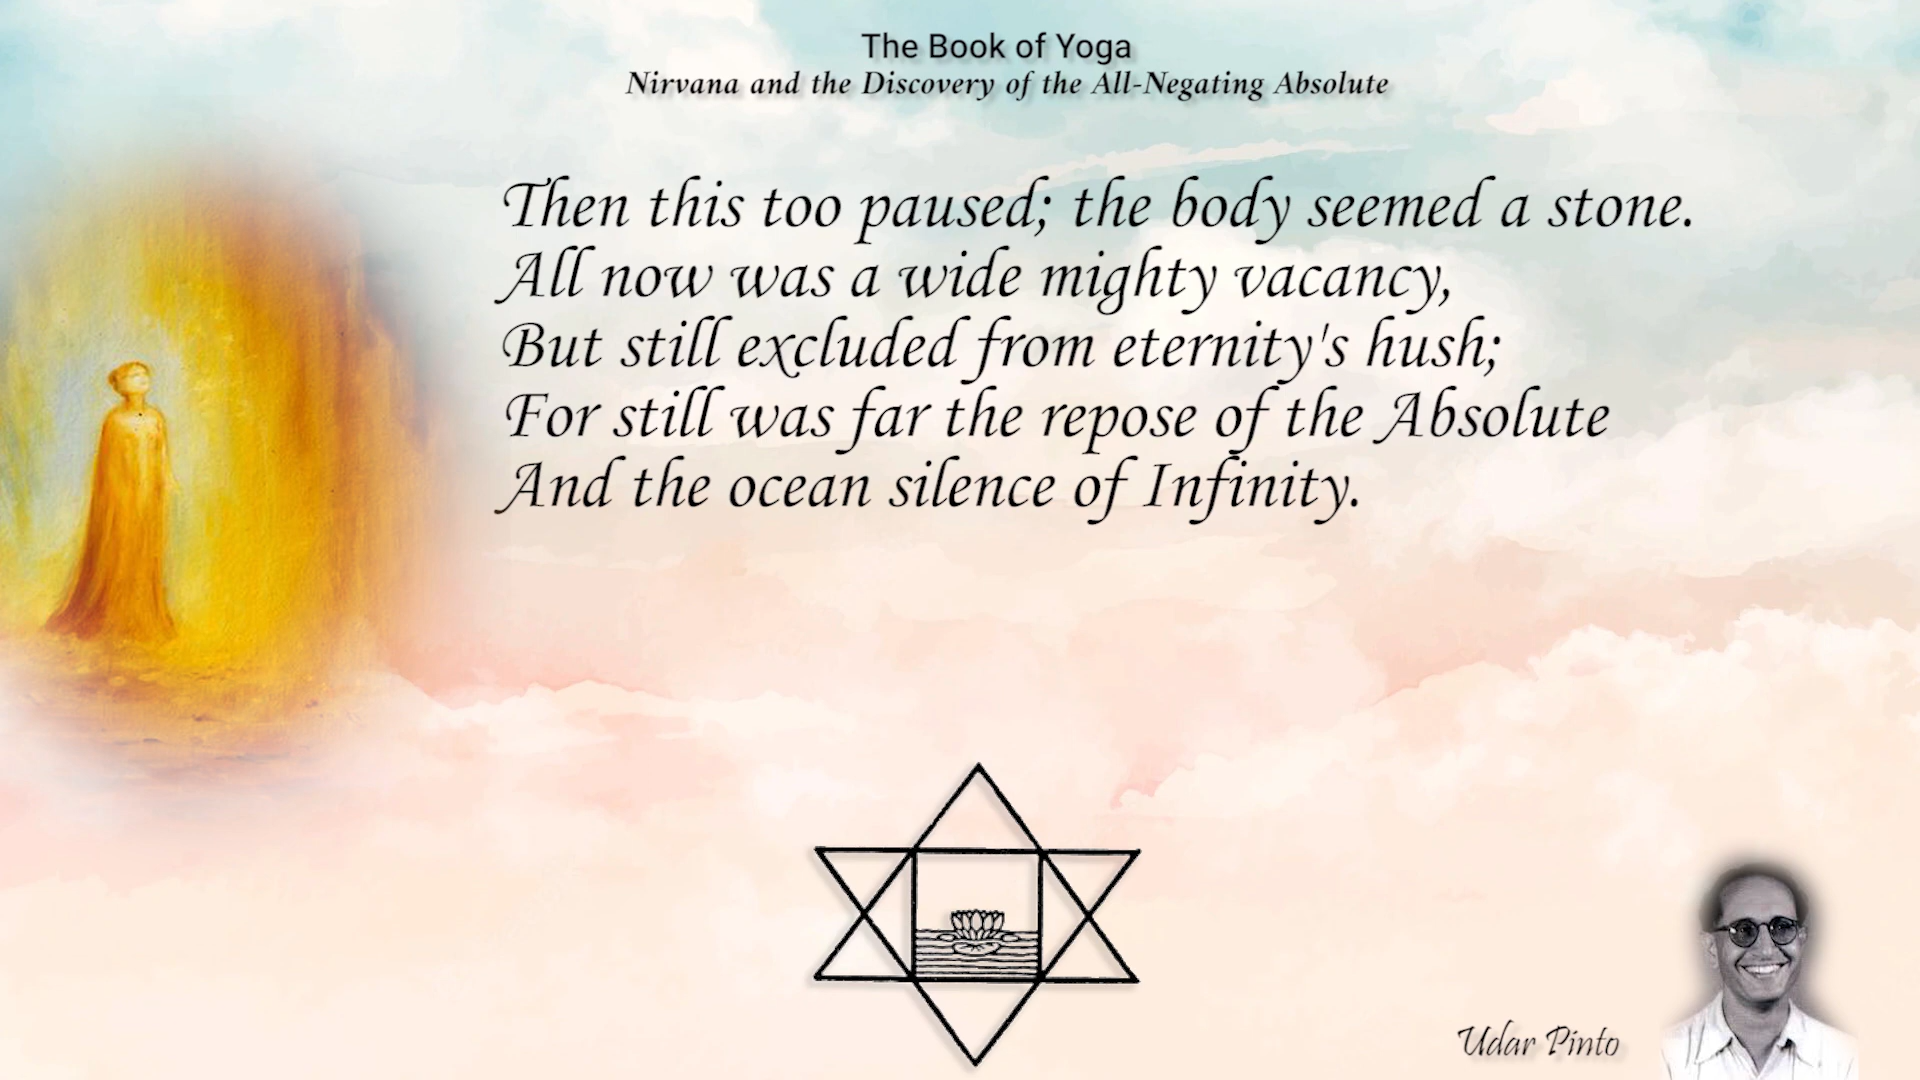 The Book of Yoga
Nirvana and the Discovery of the All-Negating Absolute
Then this too paused; the body seemed a stone.
All now was a wide mighty vacancy,
But still excluded from eternity's hush;
For still was far the repose of the Absolute
And the ocean silence of Infinity.
Udar Pinto